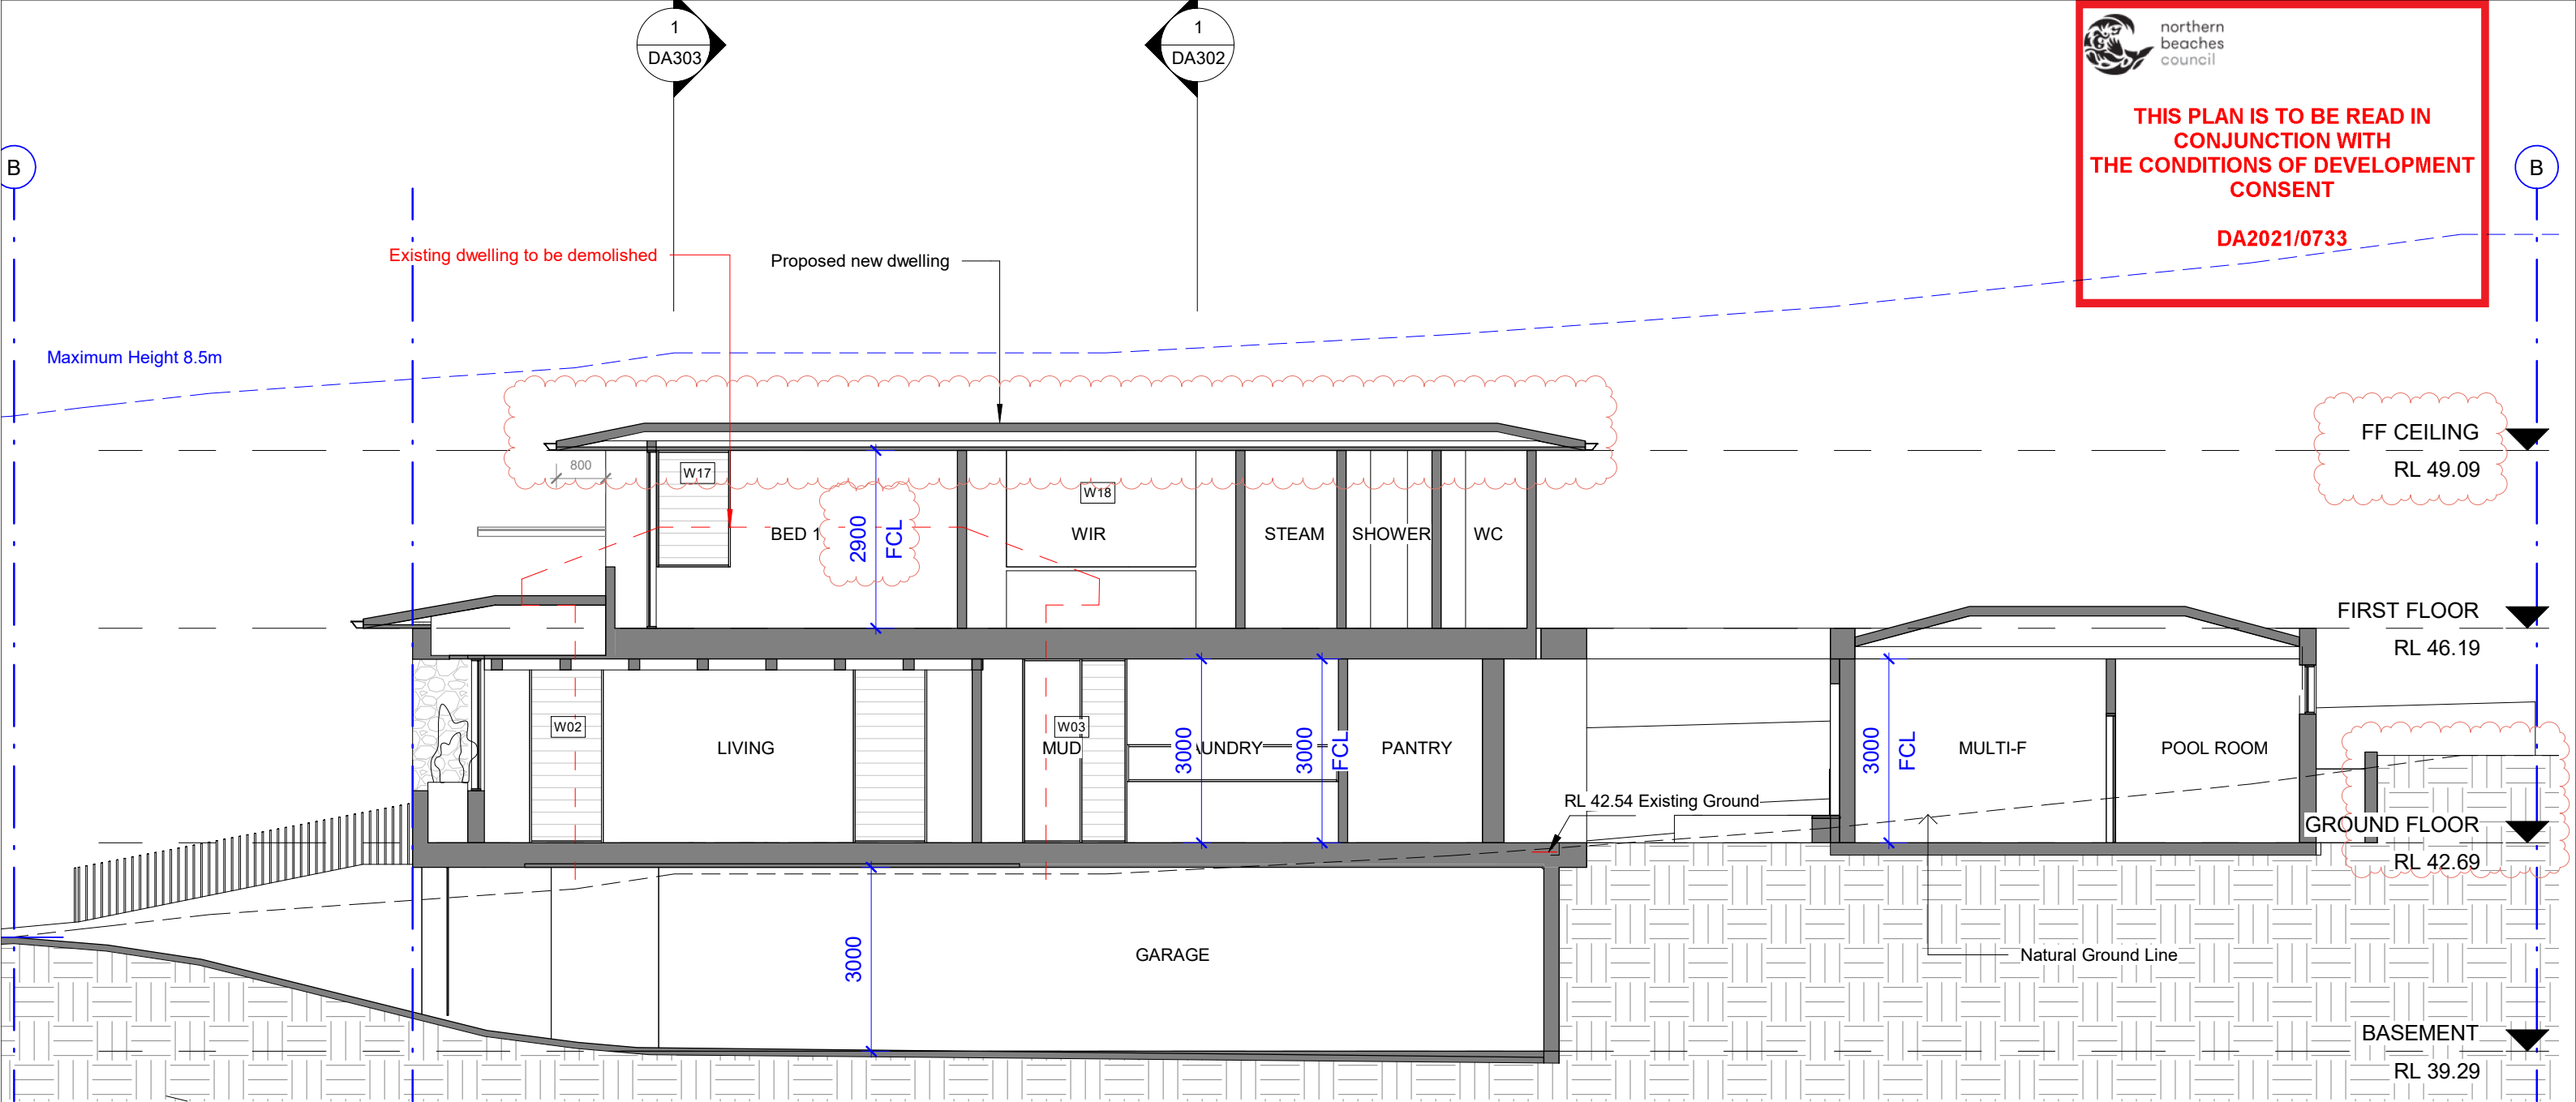 1
DA303
1
DA302
northern
beaches
council
THIS PLAN IS TO BE READ IN
CONJUNCTION WITH
THE CONDITIONS OF DEVELOPMENT
CONSENT
DA2021/0733
B
B
Existing dwelling to be demolished
Proposed new dwelling
Maximum Height 8.5m
FF CEILING
RL 49.09
800
W17
W18
BED 1
2900
FCL
WIR
STEAM
SHOWER
WC
FIRST FLOOR
RL 46.19
W02
LIVING
MUD
W03
3000
AUNDRY
3000
FCL
PANTRY
3000
FCL
MULTI-F
POOL ROOM
RL 42.54 Existing Ground
GROUND FLOOR
RL 42.69
3000
GARAGE
Natural Ground Line
BASEMENT
RL 39.29